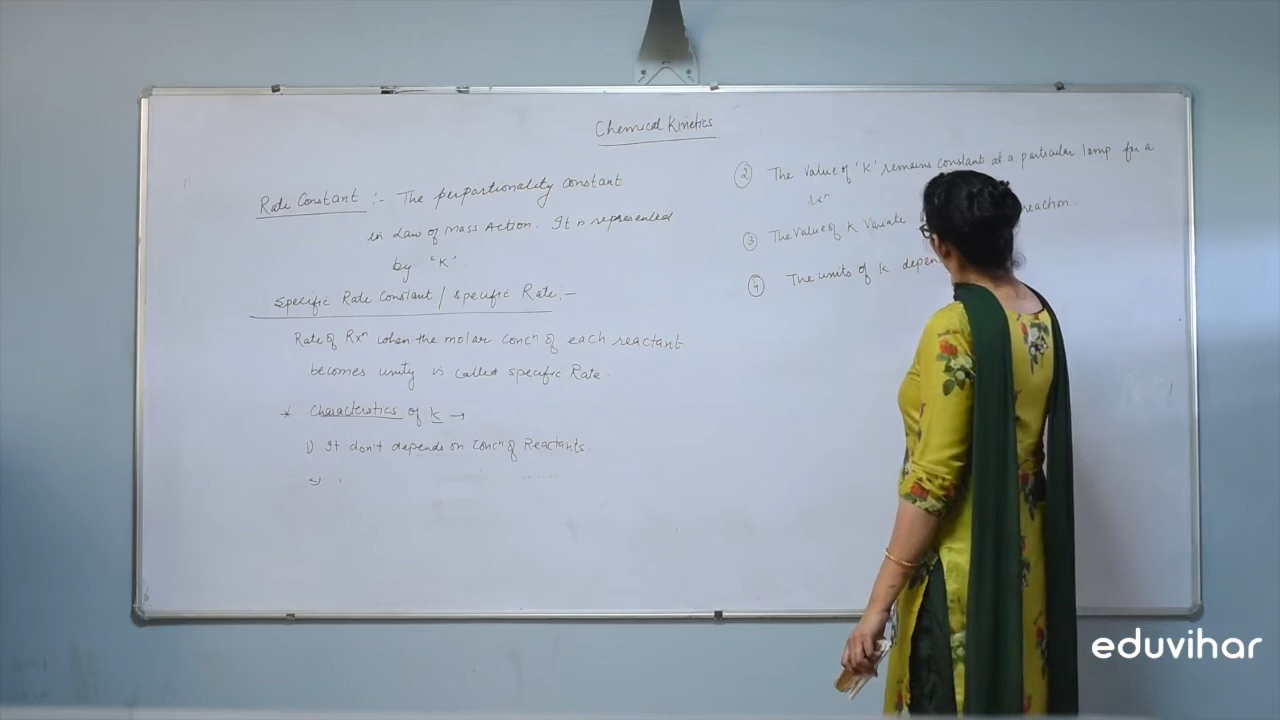 Chemical Kinetics
Rate Constant :- The perportionality constant
in Law of Mass Action. It is represented
by 'K'.
Specific Rate Constant / specific Rate :-
Rate of Rxⁿ when the molar concⁿ of each reactant
becomes unity is called specific Rate.
* Characteristics of k →
1) It don't depends on concⁿ of Reactants.
② The value of 'K' remains constant at a particular temp for a
rxⁿ
③ The value of K Variate reaction.
④ The units of k depen
eduvihar